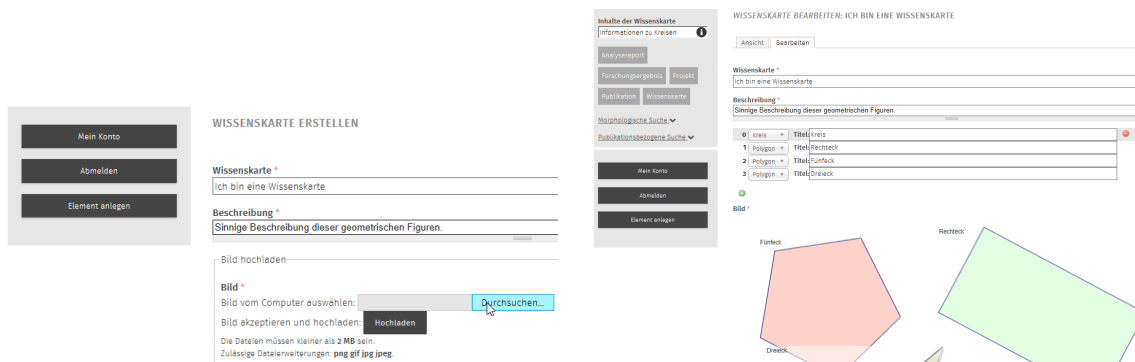 Mein Konto
Abmelden
Element anlegen
WISSENSKARTE ERSTELLEN
Wissenskarte *
Ich bin eine Wissenskarte
Beschreibung *
Sinnige Beschreibung dieser geometrischen Figuren.
Bild hochladen
Bild *
Bild vom Computer auswählen: Durchsuchen...
Bild akzeptieren und hochladen: Hochladen
Die Dateien müssen kleiner als 2 MB sein.
Zulässige Dateierweiterungen: png gif jpg jpeg.
Inhalte der Wissenskarte
Informationen zu Kreisen
Analysereport
Forschungsergebnis Projekt
Publikation Wissenskarte
Morphologische Suche
Publikationsbezogene Suche
Mein Konto
Abmelden
Element anlegen
WISSENSKARTE BEARBEITEN: ICH BIN EINE WISSENSKARTE
Ansicht Bearbeiten
Wissenskarte *
Ich bin eine Wissenskarte
Beschreibung *
Sinnige Beschreibung dieser geometrischen Figuren.
0 Kreis Titel: Kreis
1 Polygon Titel: Rechteck
2 Polygon Titel: Fünfeck
3 Polygon Titel: Dreieck
Bild *
Rechteck
Fünfeck
Dreieck